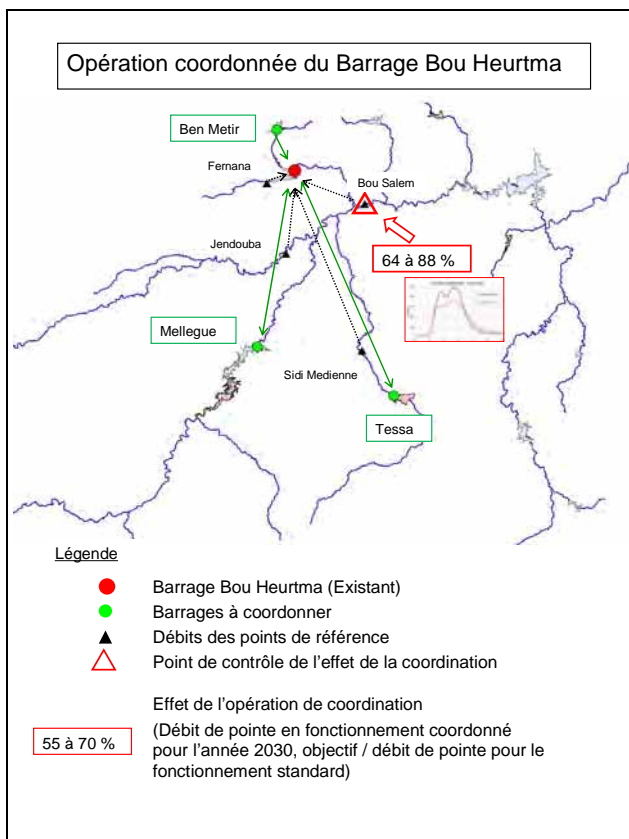 Opération coordonnée du Barrage Bou Heurtma
Ben Metir
Fernana
Bou Salem
Jendouba
64 à 88 %
Mellegue
Sidi Medienne
Tessa
Légende
Barrage Bou Heurtma (Existant)
Barrages à coordonner
Débits des points de référence
Point de contrôle de l'effet de la coordination
Effet de l'opération de coordination
55 à 70 %
(Débit de pointe en fonctionnement coordonné
pour l'année 2030, objectif / débit de pointe pour le
fonctionnement standard)